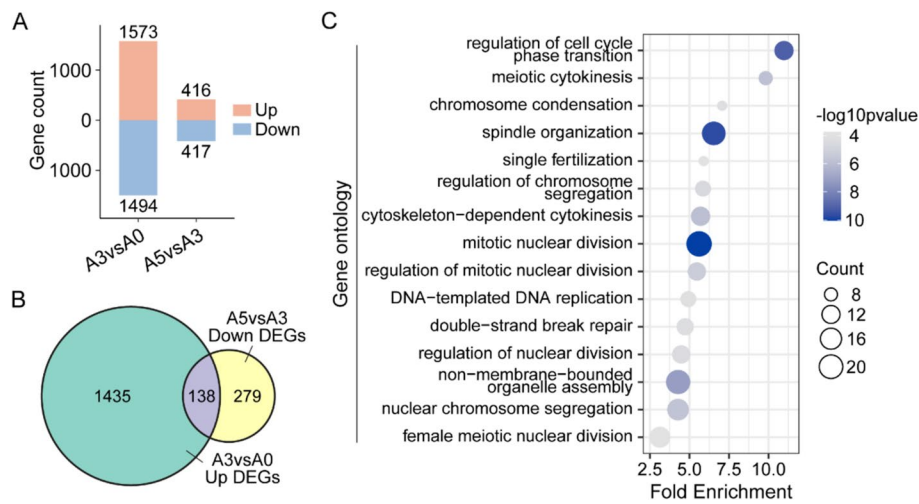 A
1573
1000
0
1000
1494
416
417
Gene count
Up
Down
A3vsA0
A5vsA3
B
A5vsA3
Down DEGs
1435
138
279
A3vsA0
Up DEGs
C
Gene ontology
regulation of cell cycle
phase transition
meiotic cytokinesis
chromosome condensation
spindle organization
single fertilization
regulation of chromosome
segregation
cytoskeleton-dependent cytokinesis
mitotic nuclear division
regulation of mitotic nuclear division
DNA-templated DNA replication
double-strand break repair
regulation of nuclear division
non-membrane-bounded
organelle assembly
nuclear chromosome segregation
female meiotic nuclear division
2.5 5.0 7.5 10.0
Fold Enrichment
-log10pvalue
4
6
8
10
Count
8
12
16
20